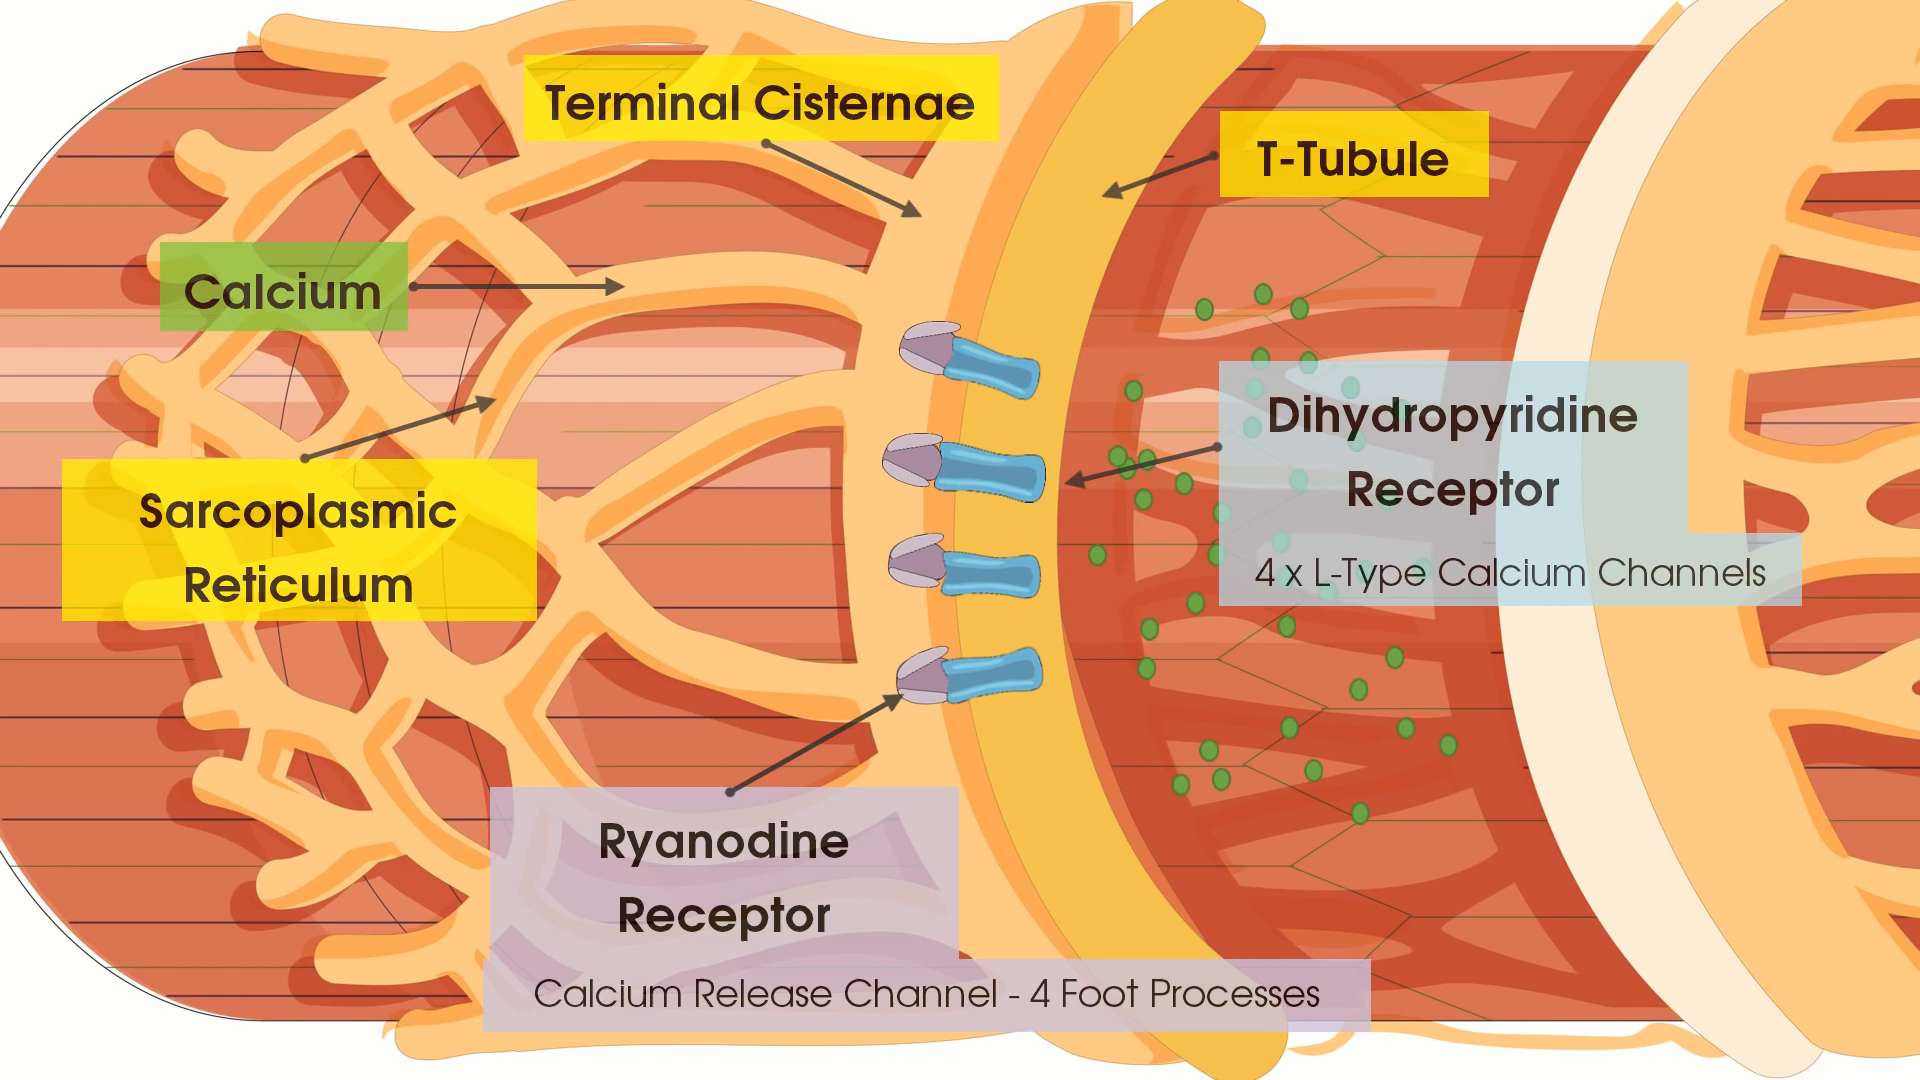 Terminal Cisternae
T-Tubule
Calcium
Dihydropyridine
Receptor
4 x L-Type Calcium Channels
Sarcoplasmic
Reticulum
Ryanodine
Receptor
Calcium Release Channel - 4 Foot Processes